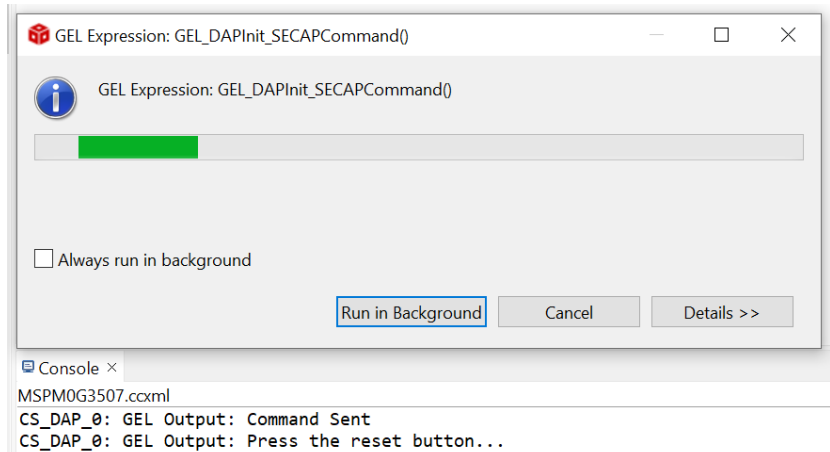 GEL Expression: GEL_DAPInit_SECAPCommand()
GEL Expression: GEL_DAPInit_SECAPCommand()
Always run in background
Run in Background Cancel Details >>
Console
MSPM0G3507.ccxml
CS_DAP_0: GEL Output: Command Sent
CS_DAP_0: GEL Output: Press the reset button...